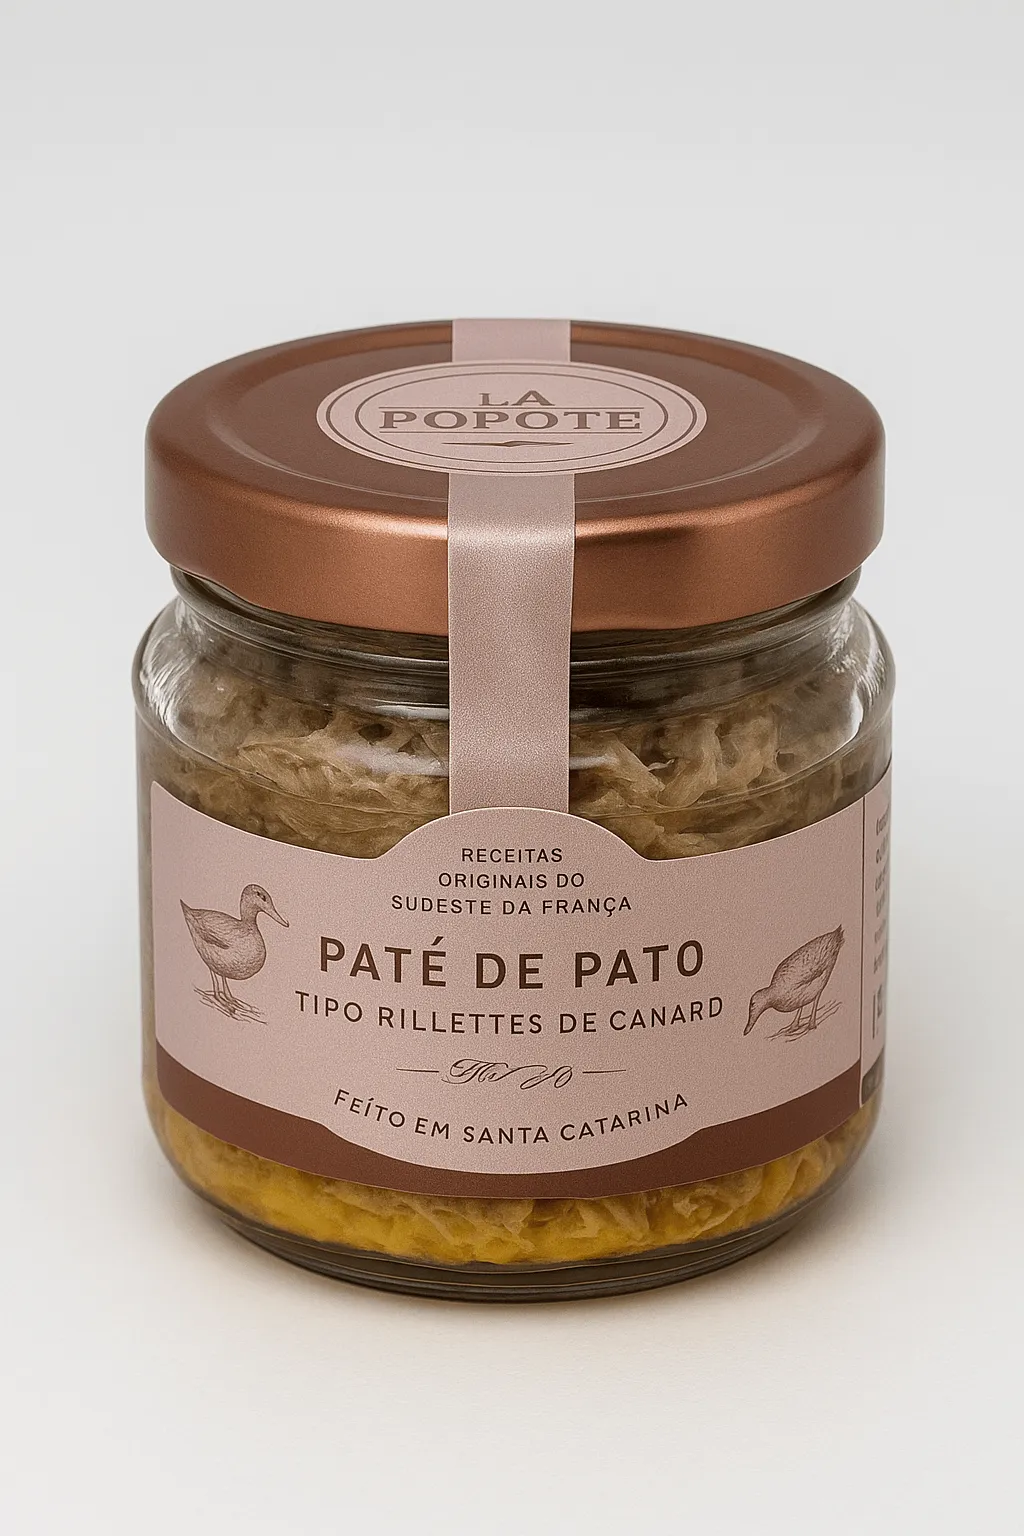 LA
POPOTE
RECEITAS
ORIGINAIS DO
SUDESTE DA FRANÇA
PATÉ DE PATO
TIPO RILLETTES DE CANARD
FEÍTO EM SANTA CATARINA